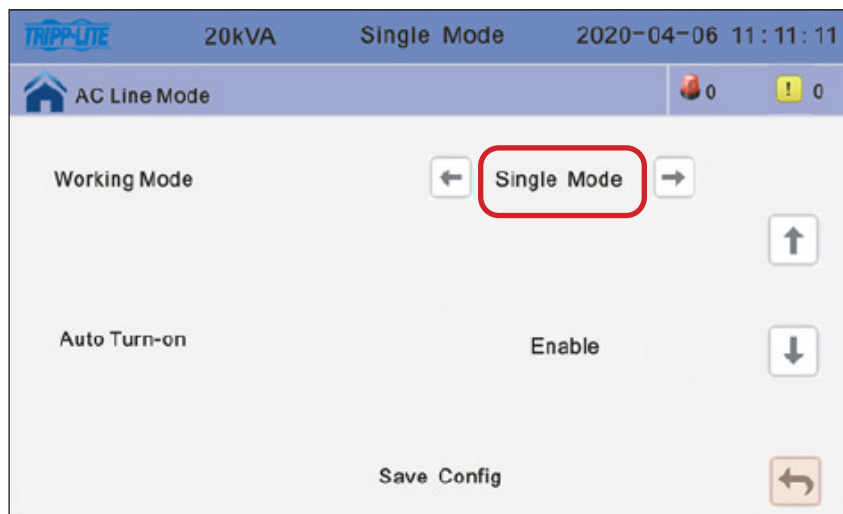 TRIPP-LITE 20kVA Single Mode 2020-04-06 11:11:11
AC Line Mode 0 ! 0
Working Mode Single Mode
Auto Turn-on Enable
Save Config